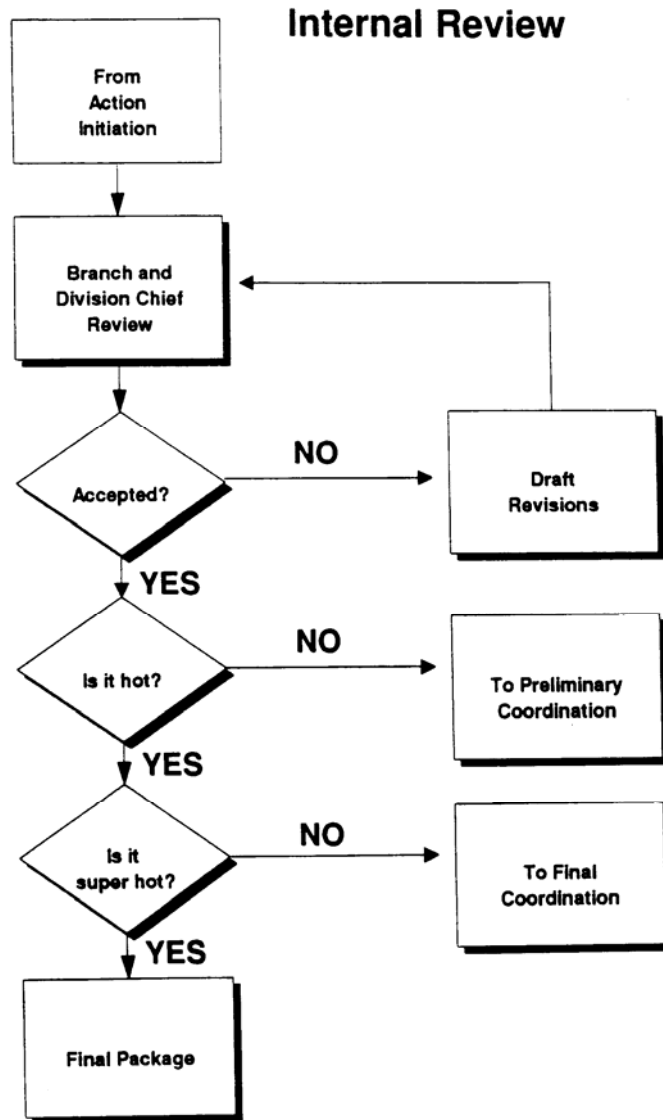 Internal Review
From
Action
Initiation
Branch and
Division Chief
Review
Accepted?
NO
Draft
Revisions
YES
Is it hot?
NO
To Preliminary
Coordination
YES
Is it
super hot?
NO
To Final
Coordination
YES
Final Package